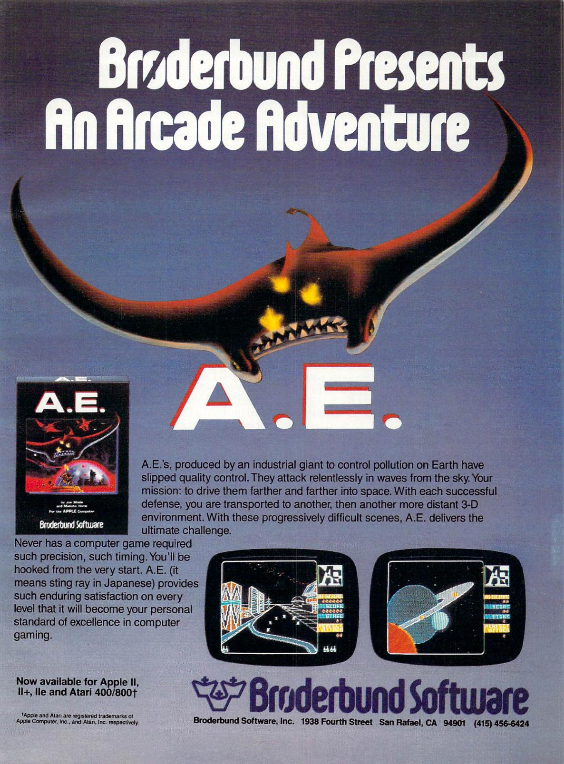 Brøderbund Presents
An Arcade Adventure
A.E.
A.E.
A.E.
For the APPLE Computer
Brøderbund Software
A.E.'s, produced by an industrial giant to control pollution on Earth have
slipped quality control. They attack relentlessly in waves from the sky. Your
mission: to drive them farther and farther into space. With each successful
defense, you are transported to another, then another more distant 3-D
environment. With these progressively difficult scenes, A.E. delivers the
ultimate challenge.
Never has a computer game required
such precision, such timing. You'll be
hooked from the very start. A.E. (it
means sting ray in Japanese) provides
such enduring satisfaction on every
level that it will become your personal
standard of excellence in computer
gaming.
Now available for Apple II,
II+, IIe and Atari 400/800†
†Apple and Atari are registered trademarks of
Apple Computer, Inc., and Atari, Inc. respectively.
Brøderbund Software
Brøderbund Software, Inc. 1938 Fourth Street San Rafael, CA 94901 (415) 456-6424